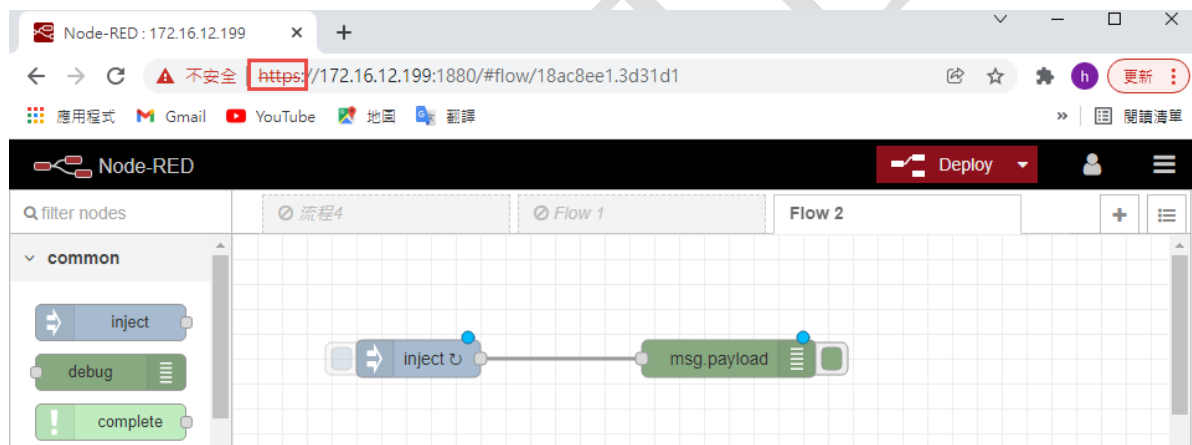 Node-RED : 172.16.12.199
不安全 https://172.16.12.199:1880/#flow/18ac8ee1.3d31d1 h 更新
應用程式 Gmail YouTube 地圖 翻譯 » 閱讀清單
Node-RED Deploy
filter nodes 流程4 Flow 1 Flow 2
common
inject
inject msg.payload
debug
complete